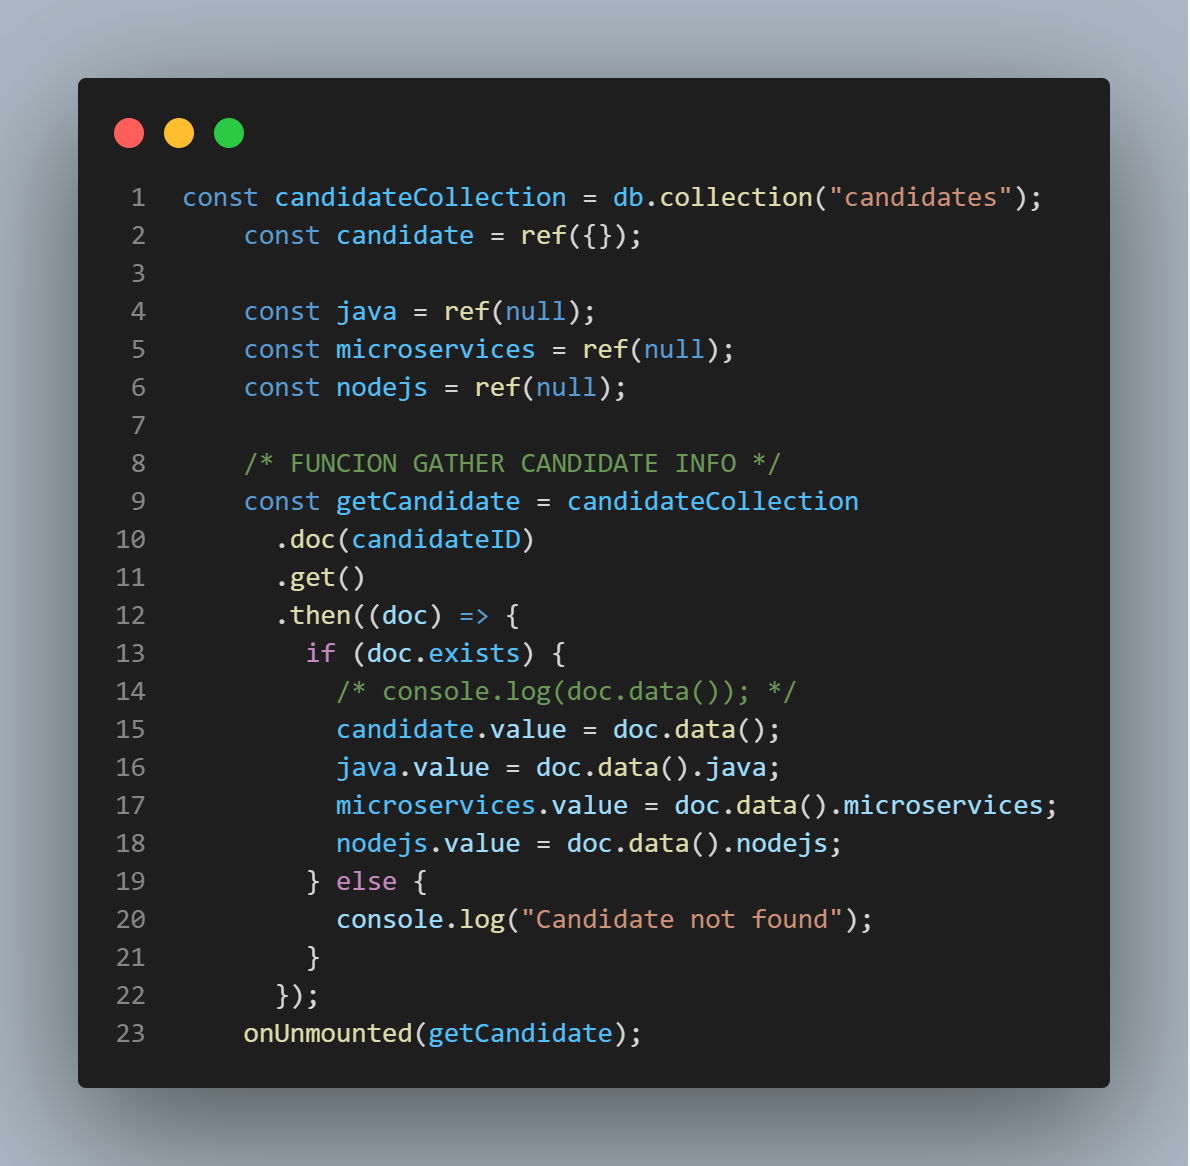 1 const candidateCollection = db.collection("candidates");
2 const candidate = ref({});
3
4 const java = ref(null);
5 const microservices = ref(null);
6 const nodejs = ref(null);
7
8 /* FUNCION GATHER CANDIDATE INFO */
9 const getCandidate = candidateCollection
10 .doc(candidateID)
11 .get()
12 .then((doc) => {
13 if (doc.exists) {
14 /* console.log(doc.data()); */
15 candidate.value = doc.data();
16 java.value = doc.data().java;
17 microservices.value = doc.data().microservices;
18 nodejs.value = doc.data().nodejs;
19 } else {
20 console.log("Candidate not found");
21 }
22 });
23 onUnmounted(getCandidate);